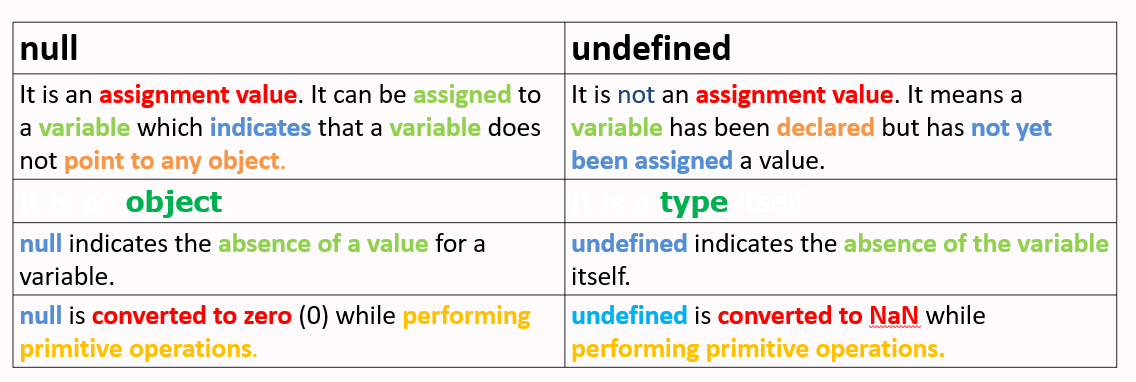 null
undefined
It is an assignment value. It can be assigned to
a variable which indicates that a variable does
not point to any object.
It is not an assignment value. It means a
variable has been declared but has not yet
been assigned a value.
It is an object.
It is a type itself.
null indicates the absence of a value for a
variable.
undefined indicates the absence of the variable
itself.
null is converted to zero (0) while performing
primitive operations.
undefined is converted to NaN while
performing primitive operations.